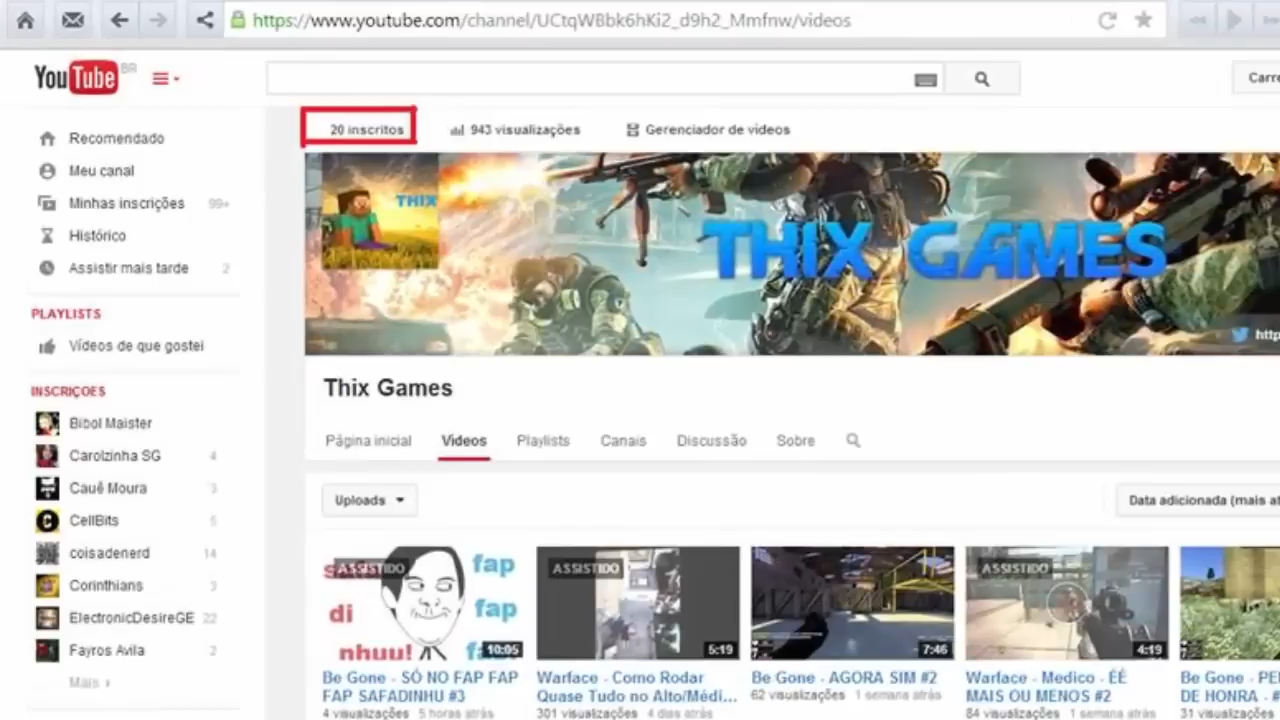 https://www.youtube.com/channel/UCtqWBbk6hKi2_d9h2_Mmfnw/videos
YouTube BR
Carre
20 inscritos
943 visualizações
Gerenciador de vídeos
Recomendado
Meu canal
Minhas inscrições 99+
Histórico
Assistir mais tarde 2
PLAYLISTS
Vídeos de que gostei
INSCRIÇÕES
Bibol Maister
Carolzinha SG 4
Cauê Moura 3
CellBits 5
coisadenerd 14
Corinthians 3
ElectronicDesireGE 22
Fayros Avila 2
Mais
THIX
THIX GAMES
http
Thix Games
Página inicial
Vídeos
Playlists
Canais
Discussão
Sobre
Uploads
Data adicionada (mais at
ASSISTIDO
fap
di
fap
nhuu!
10:05
Be Gone - SÓ NO FAP FAP
FAP SAFADINHU #3
4 visualizações 5 horas atrás
ASSISTIDO
5:19
Warface - Como Rodar
Quase Tudo no Alto/Médi...
301 visualizações 4 dias atrás
7:46
Be Gone - AGORA SIM #2
62 visualizações 1 semana atrás
ASSISTIDO
4:19
Warface - Medico - ÉÉ
MAIS OU MENOS #2
84 visualizações 1 semana atrás
Be Gone - PE
DE HONRA - #
31 visualizações